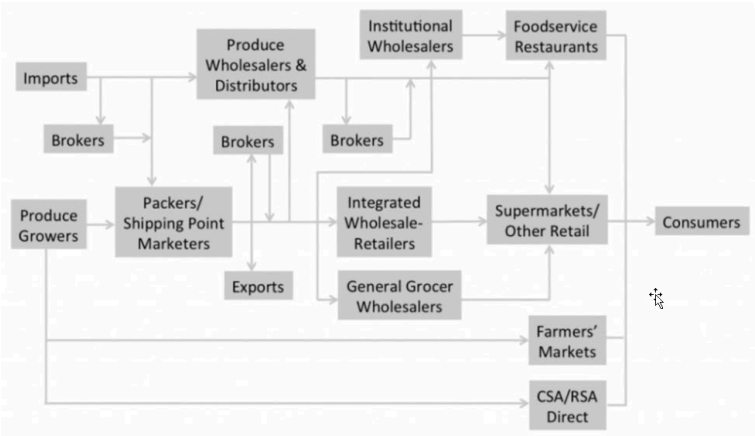 Institutional
Wholesalers
Foodservice
Restaurants
Produce
Wholesalers &
Distributors
Imports
Brokers
Brokers
Brokers
Produce
Growers
Packers/
Shipping Point
Marketers
Integrated
Wholesale-
Retailers
Supermarkets/
Other Retail
Consumers
Exports
General Grocer
Wholesalers
Farmers’
Markets
CSA/RSA
Direct